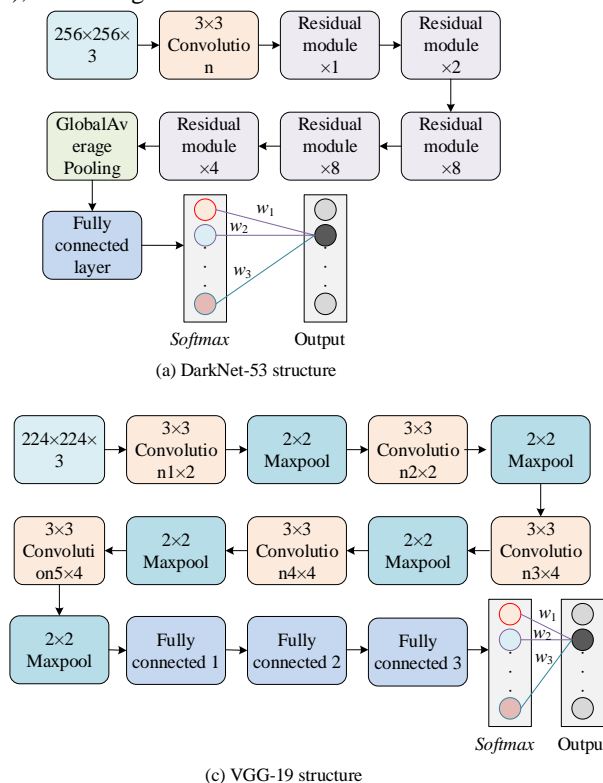 256×256×
3
3×3
Convolutio
n
Residual
module
×1
Residual
module
×2
GlobalAv
erage
Pooling
Residual
module
×4
Residual
module
×8
Residual
module
×8
Fully
connected
layer
w1
w2
w3
Softmax
Output
(a) DarkNet-53 structure
224×224×
3
3×3
Convolutio
n1×2
2×2
Maxpool
3×3
Convolutio
n2×2
2×2
Maxpool
3×3
Convoluti
on5×4
2×2
Maxpool
3×3
Convolutio
n4×4
2×2
Maxpool
3×3
Convolutio
n3×4
2×2
Maxpool
Fully
connected 1
Fully
connected 2
Fully
connected 3
w1
w2
w3
Softmax
Output
(c) VGG-19 structure